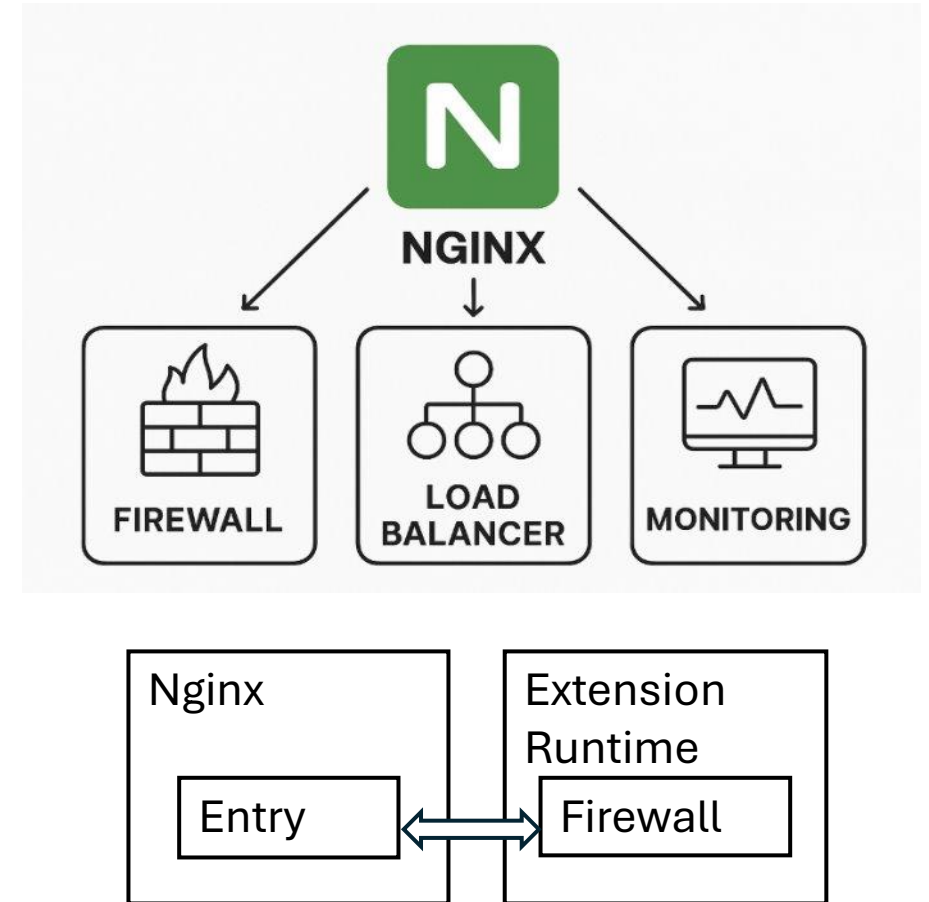 N
NGINX
FIREWALL
LOAD
BALANCER
MONITORING
Nginx
Extension
Runtime
Entry
Firewall